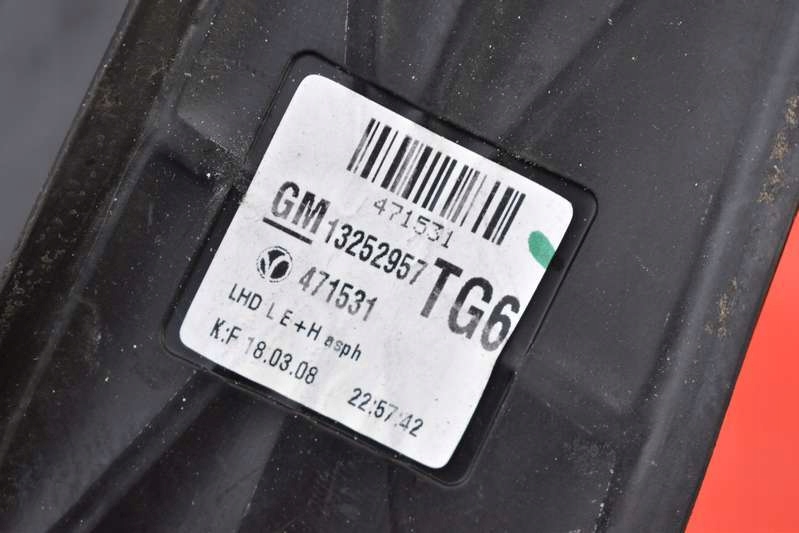 471531
GM 13252957 TG6
471531
LHD L E+H asph
K:F 18.03.08 22:57:42